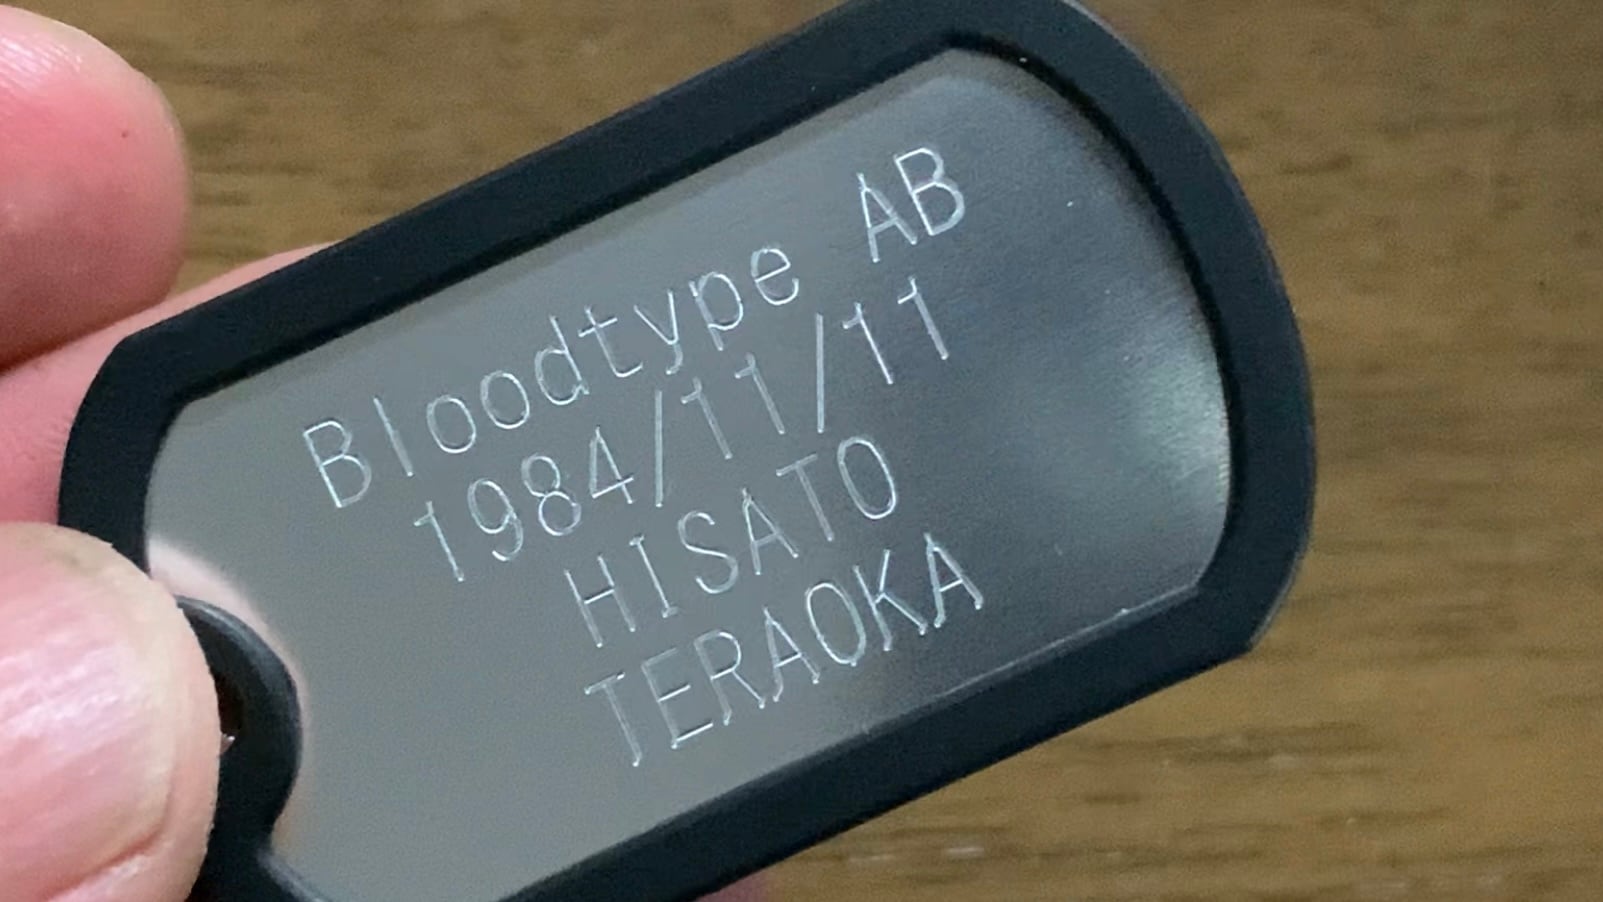 Bloodtype AB
1984/11/11
HISATO
TERAOKA